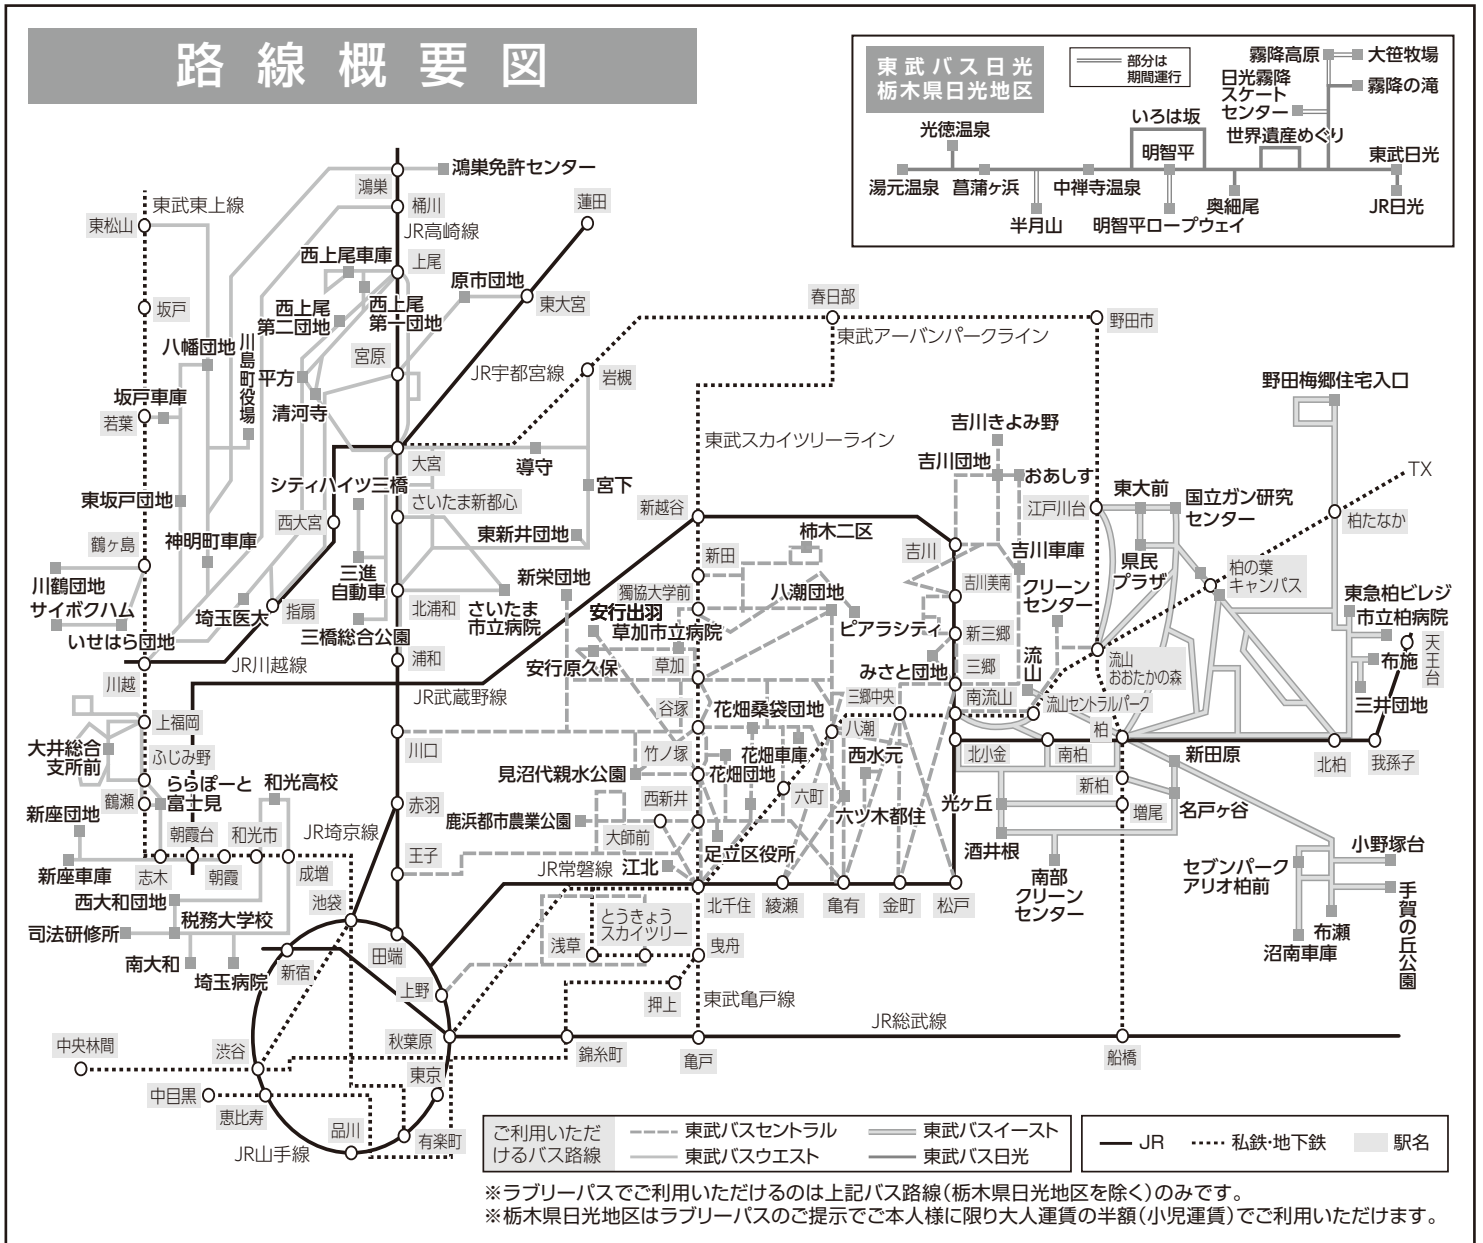 路線概要図
東武バス日光
栃木県日光地区
部分は
期間運行
霧降高原
大笹牧場
日光霧降
スケート
センター
霧降の滝
いろは坂
光徳温泉
世界遺産めぐり
明智平
東武日光
湯元温泉
菖蒲ヶ浜
中禅寺温泉
奥細尾
JR日光
半月山
明智平ロープウェイ
鴻巣免許センター
鴻巣
東武東上線
桶川
蓮田
東松山
JR高崎線
西上尾車庫
上尾
原市団地
坂戸
西上尾
第二団地
西上尾
第一団地
東大宮
春日部
野田市
東武アーバンパークライン
八幡団地
川島町役場
宮原
平方
JR宇都宮線
岩槻
野田梅郷住宅入口
坂戸車庫
清河寺
若葉
吉川きよみ野
東武スカイツリーライン
大宮
導守
吉川団地
TX
おあしす
シティハイツ三橋
さいたま新都心
宮下
東大前
国立ガン研究
センター
東坂戸団地
新越谷
江戸川台
西大宮
柏たなか
神明町車庫
東新井団地
柿木二区
鶴ヶ島
新田
吉川
吉川車庫
県民
プラザ
柏の葉
キャンパス
川鶴団地
三進
自動車
新栄団地
獨協大学前
八潮団地
吉川美南
クリーン
センター
東急柏ビレジ
サイボクハム
埼玉医大
指扇
北浦和
さいたま
市立病院
安行出羽
草加市立病院
市立柏病院
いせはら団地
三橋総合公園
ピアラシティ
新三郷
天王台
JR川越線
浦和
安行原久保
草加
みさと団地
三郷
流山
流山
おおたかの森
布施
川越
JR武蔵野線
三郷中央
南流山
流山セントラルパーク
三井団地
上福岡
谷塚
花畑桑袋団地
八潮
柏
大井総合
支所前
ふじみ野
川口
竹ノ塚
花畑車庫
西水元
北小金
南柏
新田原
北柏
我孫子
ららぽーと
富士見
和光高校
見沼代親水公園
花畑団地
新柏
鶴瀬
西新井
六町
光ヶ丘
増尾
名戸ヶ谷
新座団地
朝霞台
和光市
JR埼京線
赤羽
鹿浜都市農業公園
大師前
六ツ木都住
王子
足立区役所
酒井根
小野塚台
JR常磐線
江北
新座車庫
志木
朝霞
成増
南部
クリーン
センター
セブンパーク
アリオ柏前
西大和団地
池袋
とうきょう
スカイツリー
北千住
綾瀬
亀有
金町
松戸
手賀の丘公園
司法研修所
税務大学校
田端
浅草
曳舟
布瀬
南大和
埼玉病院
新宿
沼南車庫
上野
押上
東武亀戸線
秋葉原
JR総武線
中央林間
渋谷
錦糸町
亀戸
船橋
東京
中目黒
恵比寿
品川
有楽町
JR山手線
ご利用いただ
けるバス路線
東武バスセントラル
東武バスイースト
東武バスウエスト
東武バス日光
JR
私鉄・地下鉄
駅名
※ラブリーパスでご利用いただけるのは上記バス路線（栃木県日光地区を除く）のみです。
※栃木県日光地区はラブリーパスのご提示でご本人様に限り大人運賃の半額（小児運賃）でご利用いただけます。